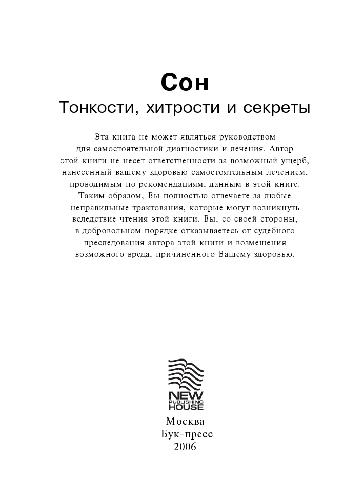 Сон
Тонкости, хитрости и секреты
Эта книга не может являться руководством
для самостоятельной диагностики и лечения. Автор
этой книги не несет ответственности за возможный ущерб,
нанесенный вашему здоровью самостоятельным лечением,
проводимым по рекомендациям, данным в этой книге.
Таким образом, Вы полностью отвечаете за любые
неправильные трактования, которые могут возникнуть
вследствие чтения этой книги. Вы, со своей стороны,
в добровольном порядке отказываетесь от судебного
преследования автора этой книги и возмещения
возможного вреда, причиненного Вашему здоровью.
NEW
PUBLISHING
HOUSE
Москва
Бук-пресс
2006